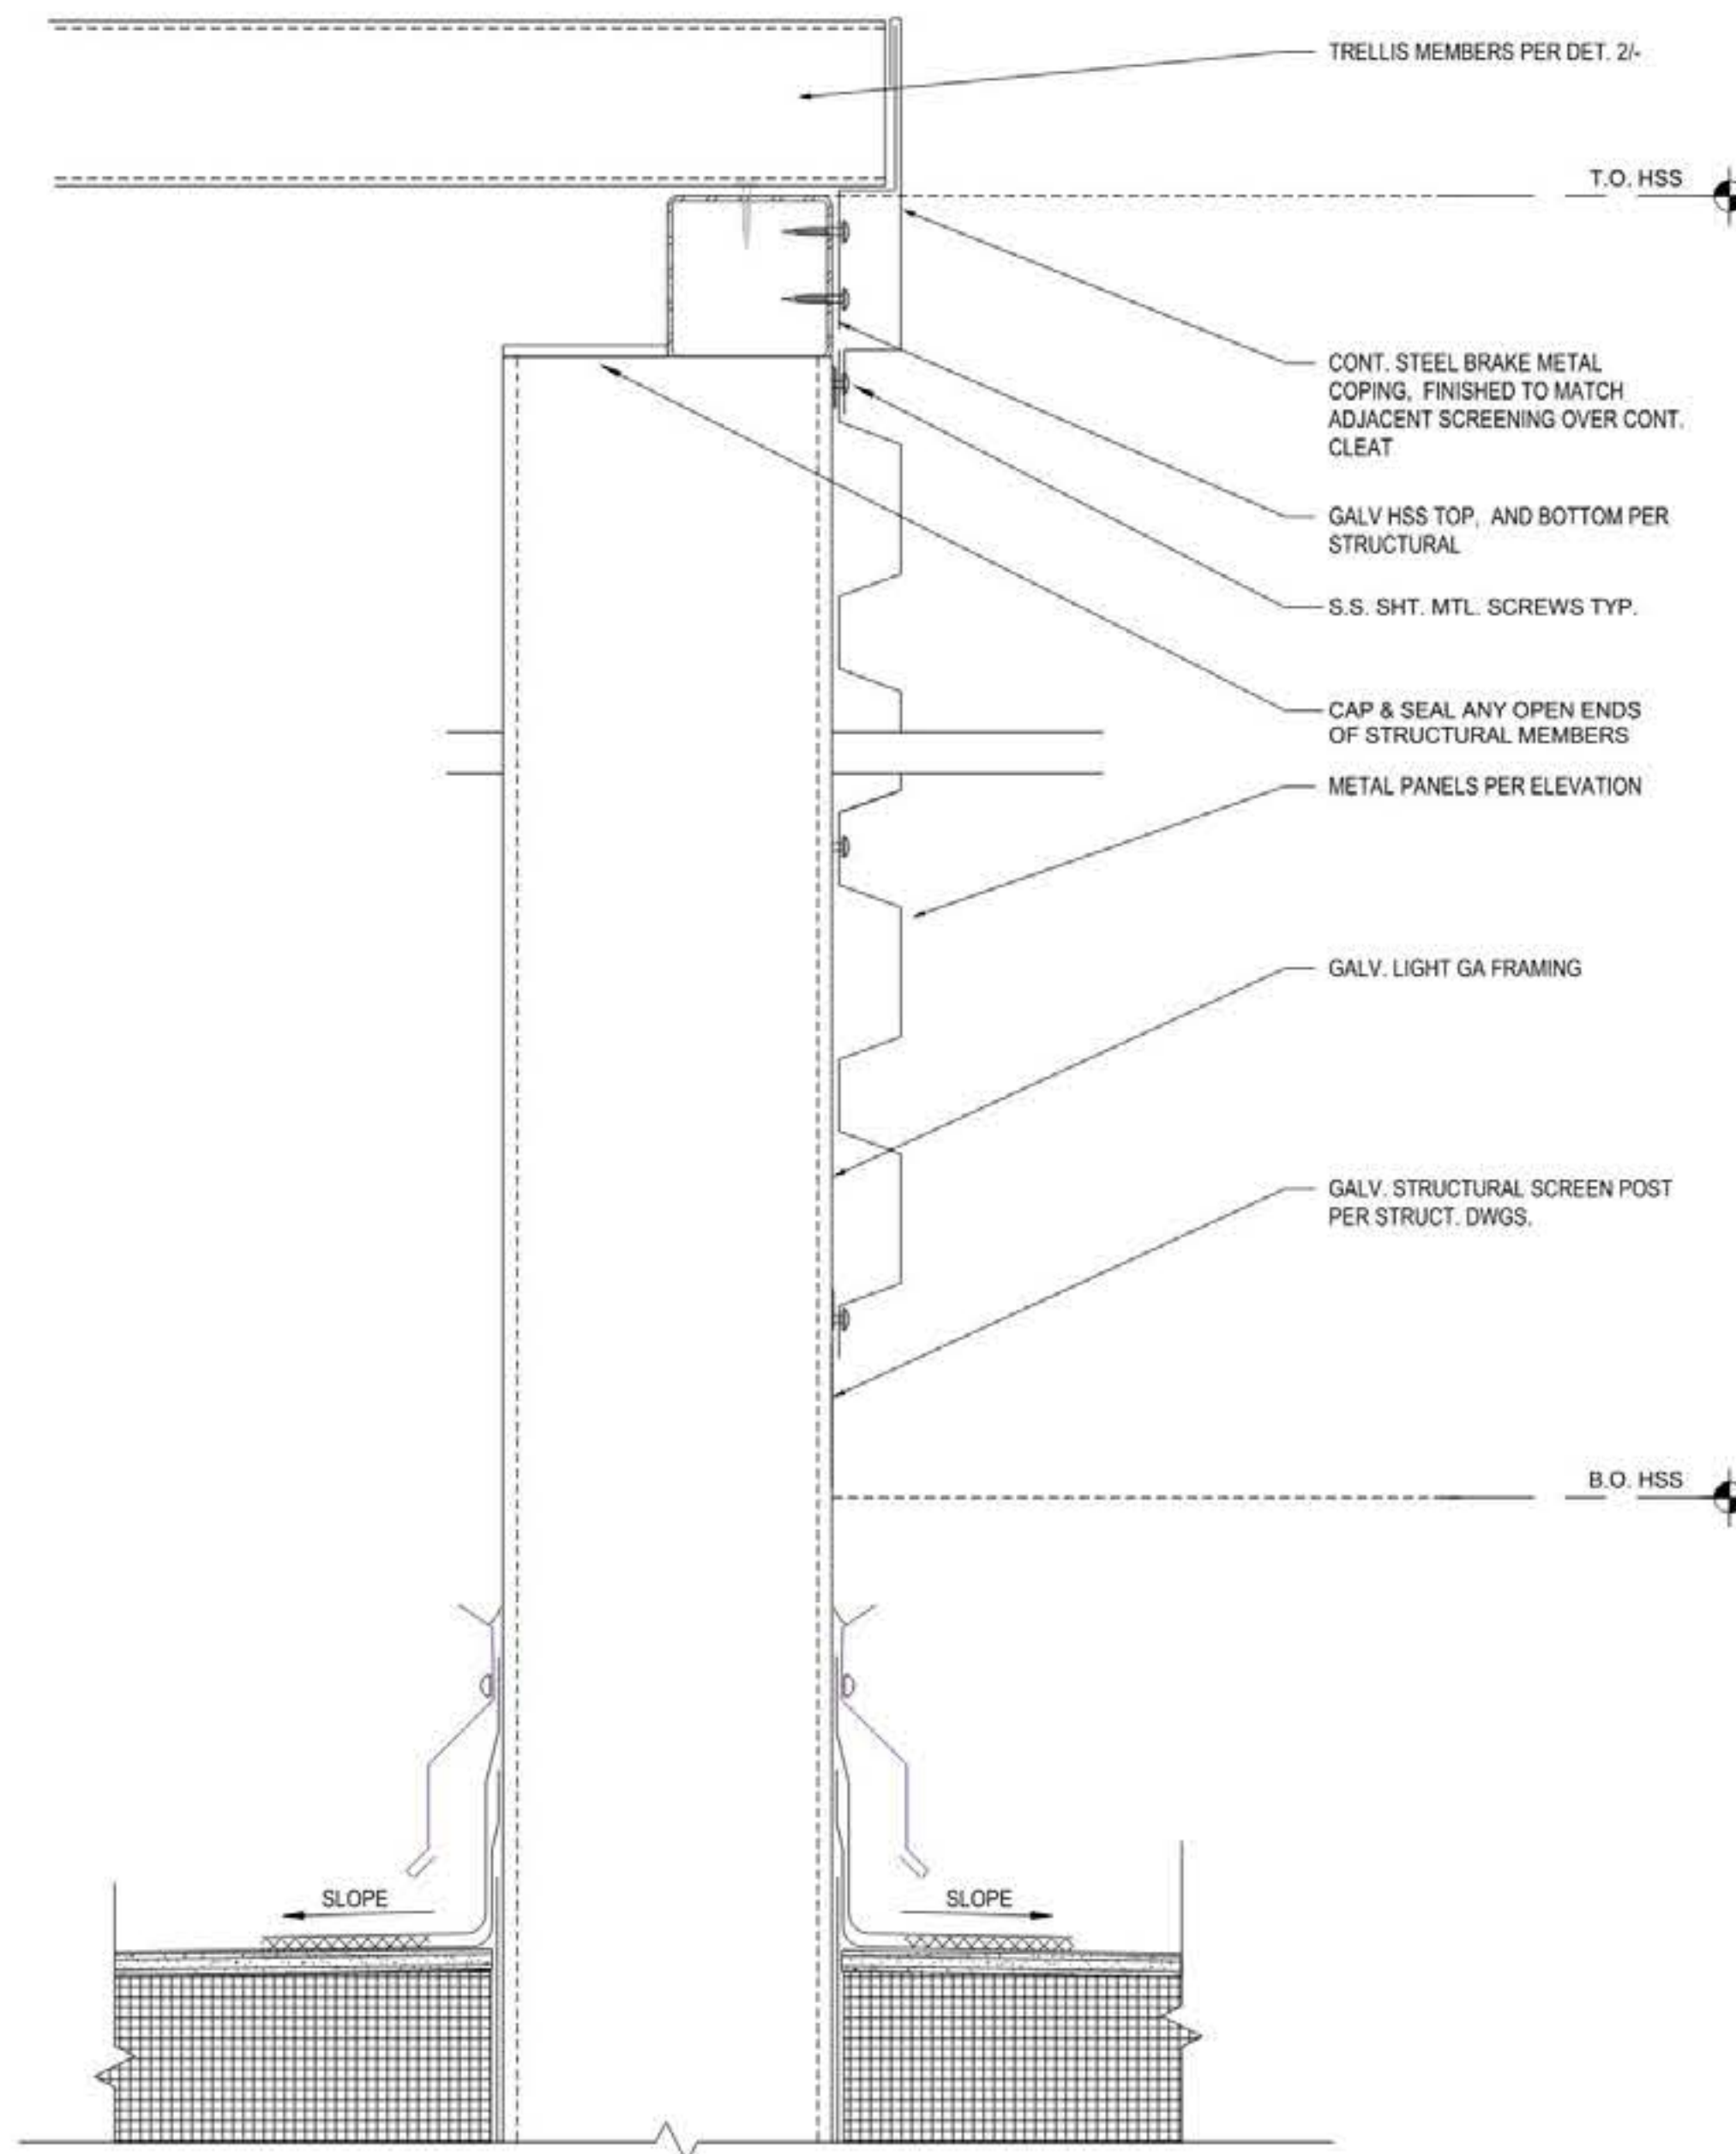 TRELLIS MEMBERS PER DET. 2/-
T.O. HSS
CONT. STEEL BRAKE METAL
COPING, FINISHED TO MATCH
ADJACENT SCREENING OVER CONT.
CLEAT
GALV HSS TOP, AND BOTTOM PER
STRUCTURAL
S.S. SHT. MTL. SCREWS TYP.
CAP & SEAL ANY OPEN ENDS
OF STRUCTURAL MEMBERS
METAL PANELS PER ELEVATION
GALV. LIGHT GA FRAMING
GALV. STRUCTURAL SCREEN POST
PER STRUCT. DWGS.
B.O. HSS
SLOPE
SLOPE